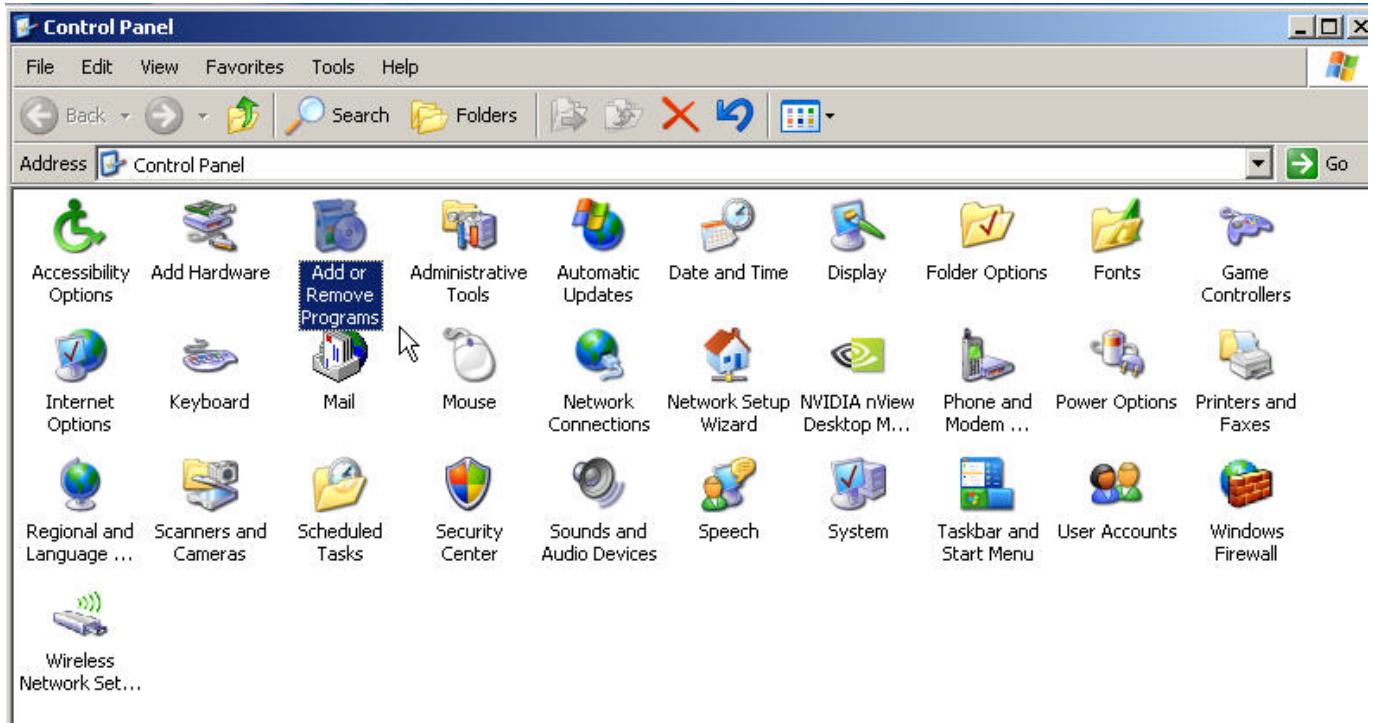 Control Panel
File Edit View Favorites Tools Help
Back Search Folders
Address Control Panel Go
Accessibility Options
Add Hardware
Add or Remove Programs
Administrative Tools
Automatic Updates
Date and Time
Display
Folder Options
Fonts
Game Controllers
Internet Options
Keyboard
Mail
Mouse
Network Connections
Network Setup Wizard
NVIDIA nView Desktop M...
Phone and Modem ...
Power Options
Printers and Faxes
Regional and Language ...
Scanners and Cameras
Scheduled Tasks
Security Center
Sounds and Audio Devices
Speech
System
Taskbar and Start Menu
User Accounts
Windows Firewall
Wireless Network Set...